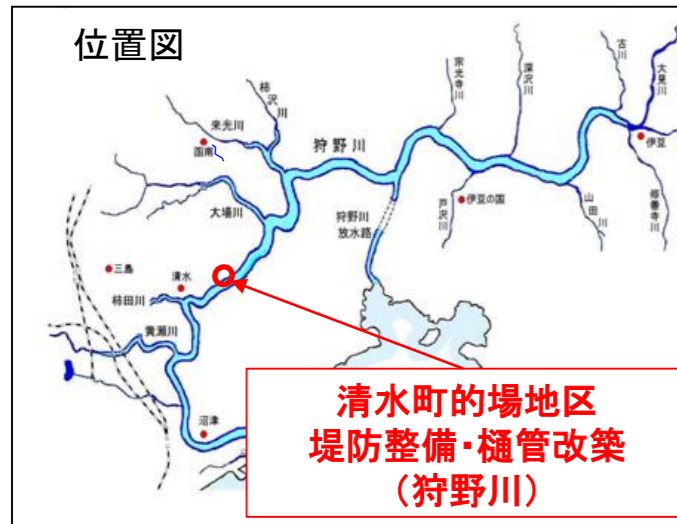 位置図
柿沢川
来光川
函南
大場川
三島
清水
柿田川
黄瀬川
沼津
狩野川
狩野川
放水路
宗光寺川
深沢川
戸沢川
伊豆の国
山田川
古川
大見川
伊豆
修善寺川
清水町的場地区
堤防整備・樋管改築
（狩野川）